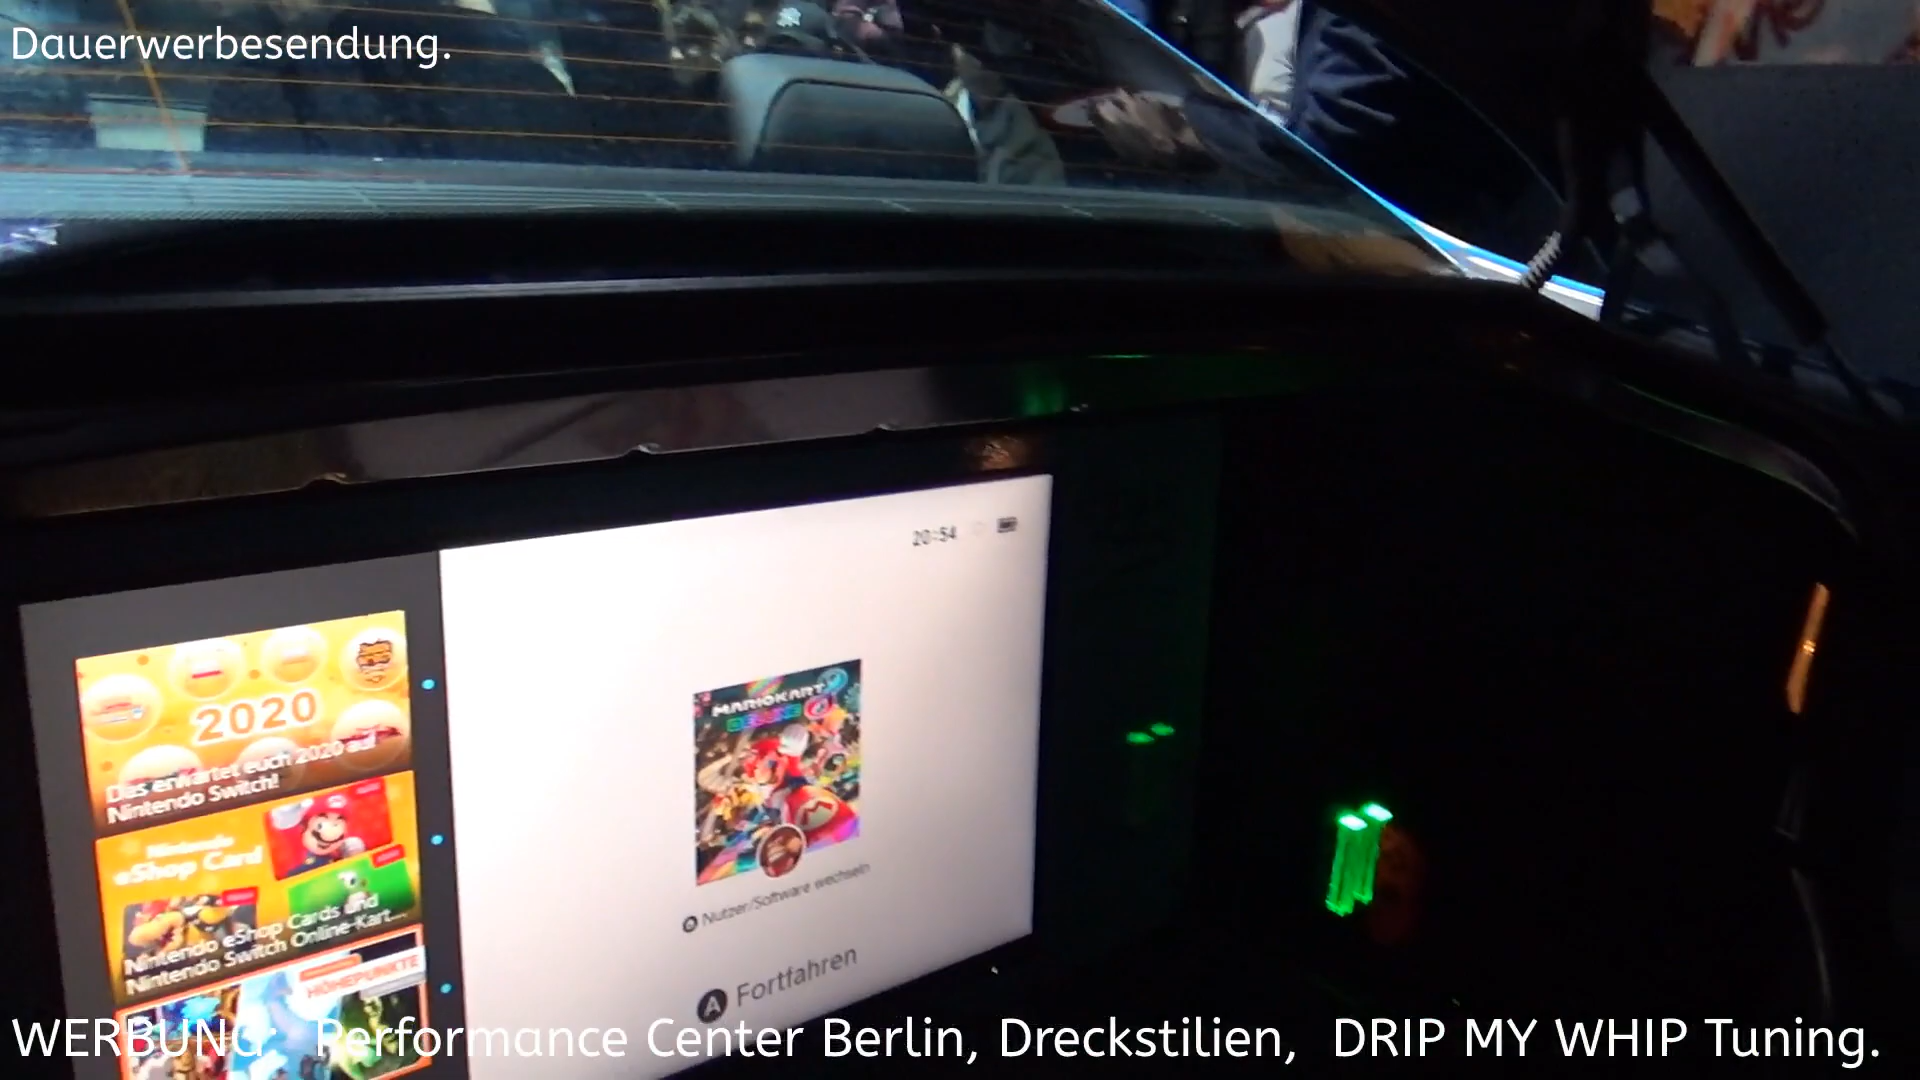 Dauerwerbesendung.
20:54
2020
Das erwartet euch 2020 auf
Nintendo Switch!
MARIOKART 8
DELUXE
Nintendo
eShop Card
Nintendo eShop Cards und
Nintendo Switch Online-Kart...
Nutzer/Software wechseln
HÖHEPUNKTE
A Fortfahren
WERBUNG: Performance Center Berlin, Dreckstilien, DRIP MY WHIP Tuning.